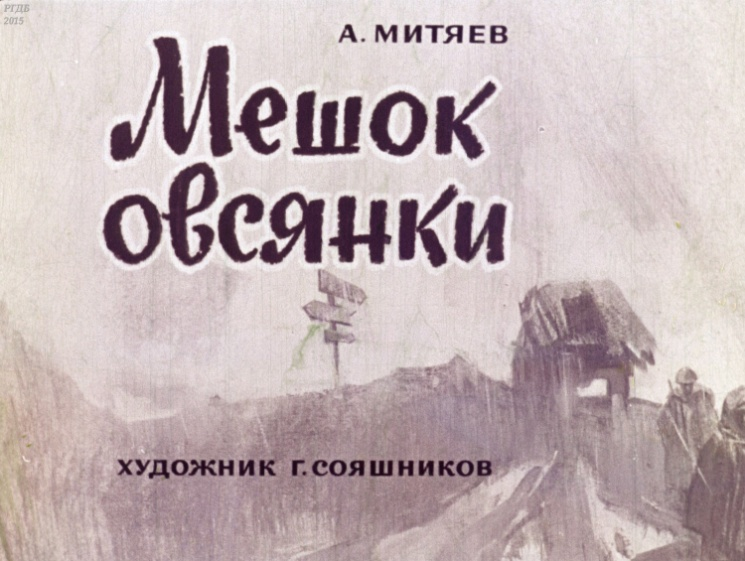 РГДБ
2015
А. МИТЯЕВ
Мешок
овсянки
ХУДОЖНИК Г. СОЯШНИКОВ